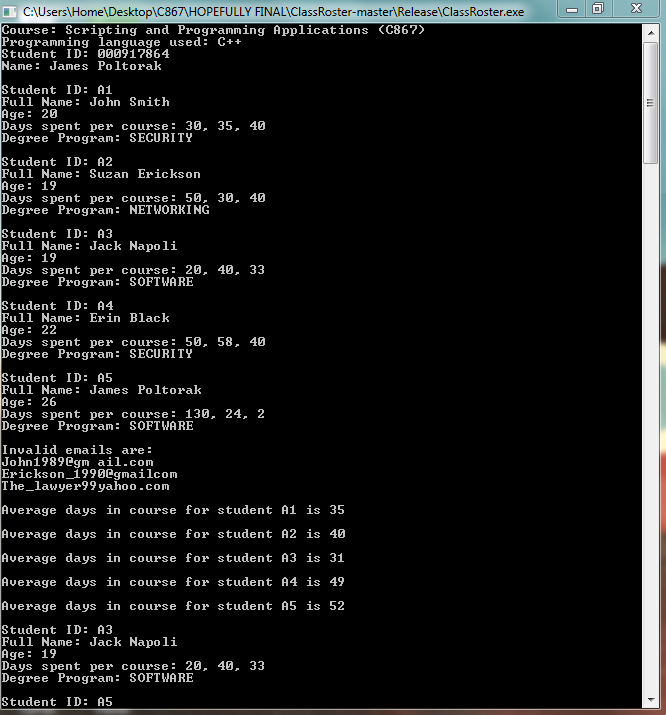 C:\Users\Home\Desktop\C867\HOPEFULLY FINAL\ClassRoster-master\Release\ClassRoster.exe
Course: Scripting and Programming Applications (C867)
Programming language used: C++
Student ID: 000917864
Name: James Poltorak
Student ID: A1
Full Name: John Smith
Age: 20
Days spent per course: 30, 35, 40
Degree Program: SECURITY
Student ID: A2
Full Name: Suzan Erickson
Age: 19
Days spent per course: 50, 30, 40
Degree Program: NETWORKING
Student ID: A3
Full Name: Jack Napoli
Age: 19
Days spent per course: 20, 40, 33
Degree Program: SOFTWARE
Student ID: A4
Full Name: Erin Black
Age: 22
Days spent per course: 50, 58, 40
Degree Program: SECURITY
Student ID: A5
Full Name: James Poltorak
Age: 26
Days spent per course: 130, 24, 2
Degree Program: SOFTWARE
Invalid emails are:
John1989@gm ail.com
Erickson_1990@gmailcom
The_lawyer99yahoo.com
Average days in course for student A1 is 35
Average days in course for student A2 is 40
Average days in course for student A3 is 31
Average days in course for student A4 is 49
Average days in course for student A5 is 52
Student ID: A3
Full Name: Jack Napoli
Age: 19
Days spent per course: 20, 40, 33
Degree Program: SOFTWARE
Student ID: A5